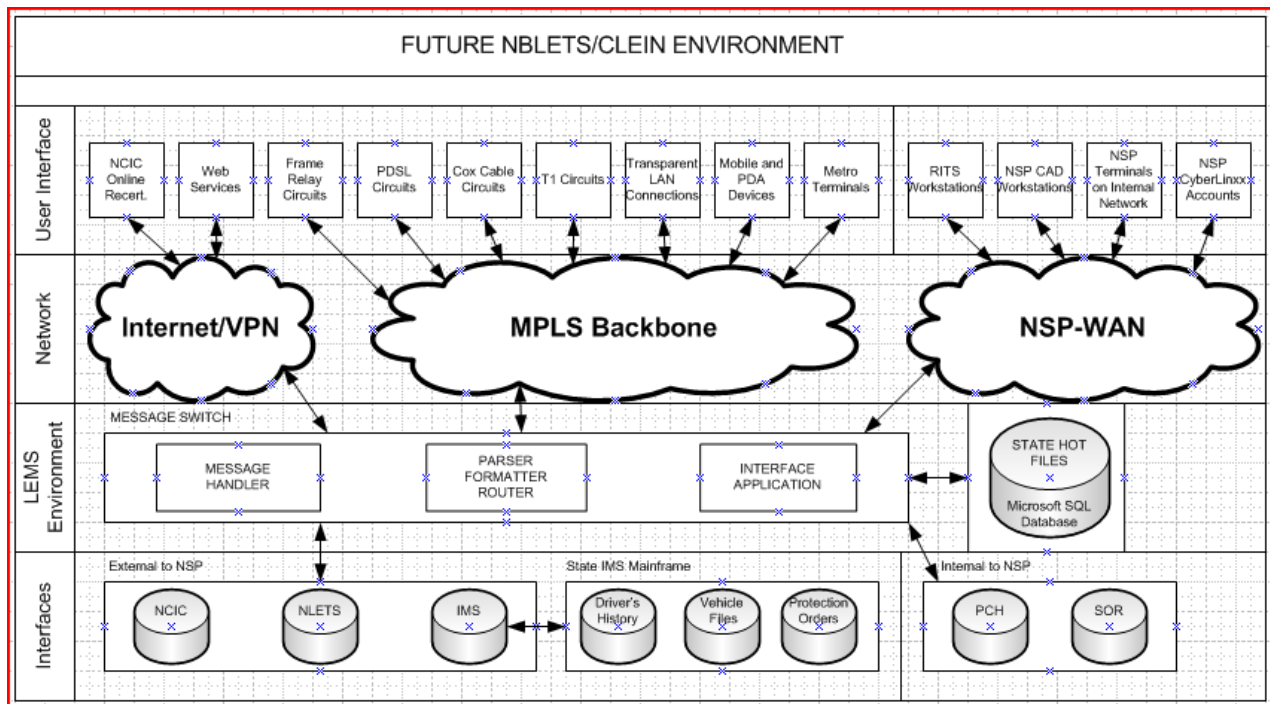 FUTURE NBLETS/CLEIN ENVIRONMENT
User Interface
NCIC
Online
Recert.
Web
Services
Frame
Relay
Circuits
PDSL
Circuits
Cox Cable
Circuits
T1 Circuits
Transparent
LAN
Connections
Mobile and
PDA
Devices
Metro
Terminals
RITS
Workstations
NSP CAD
Workstations
NSP
Terminals
on Internal
Network
NSP
CyberLinxx
Accounts
Network
Internet/VPN
MPLS Backbone
NSP-WAN
LEMS
Environment
MESSAGE SWITCH
MESSAGE
HANDLER
PARSER
FORMATTER
ROUTER
INTERFACE
APPLICATION
STATE HOT
FILES
Microsoft SQL
Database
Interfaces
External to NSP
NCIC
NLETS
IMS
State IMS Mainframe
Driver's
History
Vehicle
Files
Protection
Orders
Internal to NSP
PCH
SOR